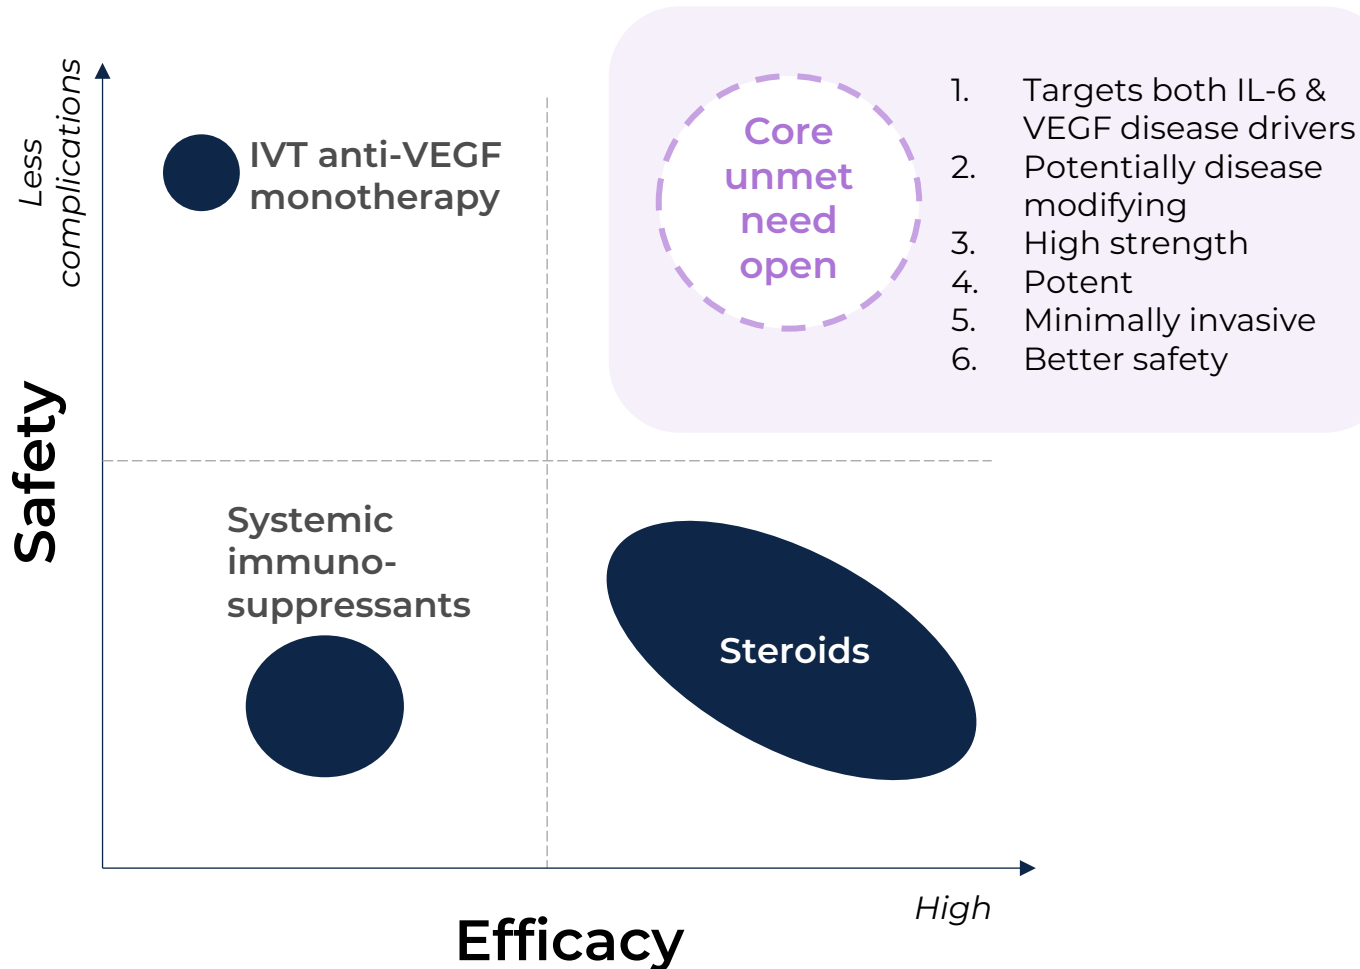 Less
complications
Safety
IVT anti-VEGF
monotherapy
Core
unmet
need
open
1. Targets both IL-6 &
VEGF disease drivers
2. Potentially disease
modifying
3. High strength
4. Potent
5. Minimally invasive
6. Better safety
Systemic
immuno-
suppressants
Steroids
High
Efficacy